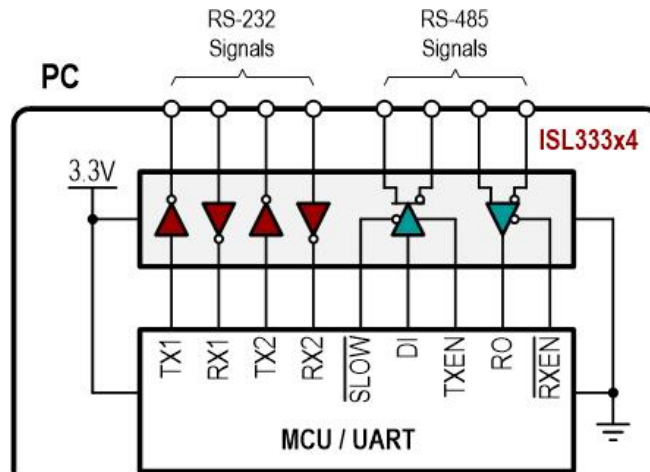 RS-232
Signals
RS-485
Signals
PC
ISL333x4
3.3V
TX1
RX1
TX2
RX2
SLOW
DI
TXEN
RO
RXEN
MCU / UART